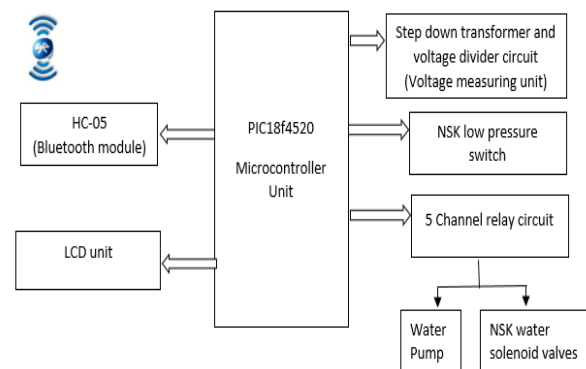 Step down transformer and
voltage divider circuit
(Voltage measuring unit)
HC-05
(Bluetooth module)
PIC18f4520
Microcontroller
Unit
NSK low pressure
switch
5 Channel relay circuit
LCD unit
Water
Pump
NSK water
solenoid valves